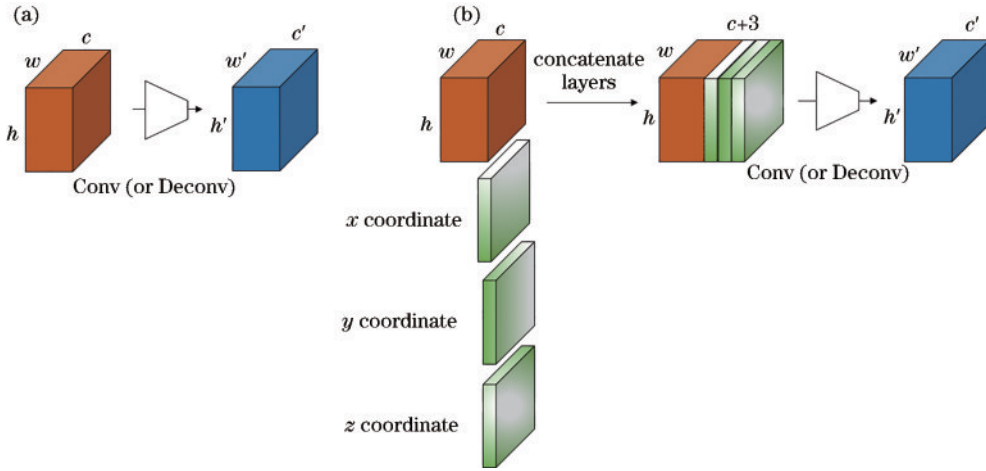 (a)
c
w
h
w′
c′
h′
Conv (or Deconv)
(b)
w
c
h
concatenate
layers
x coordinate
y coordinate
z coordinate
c+3
w
h
w′
c′
h′
Conv (or Deconv)